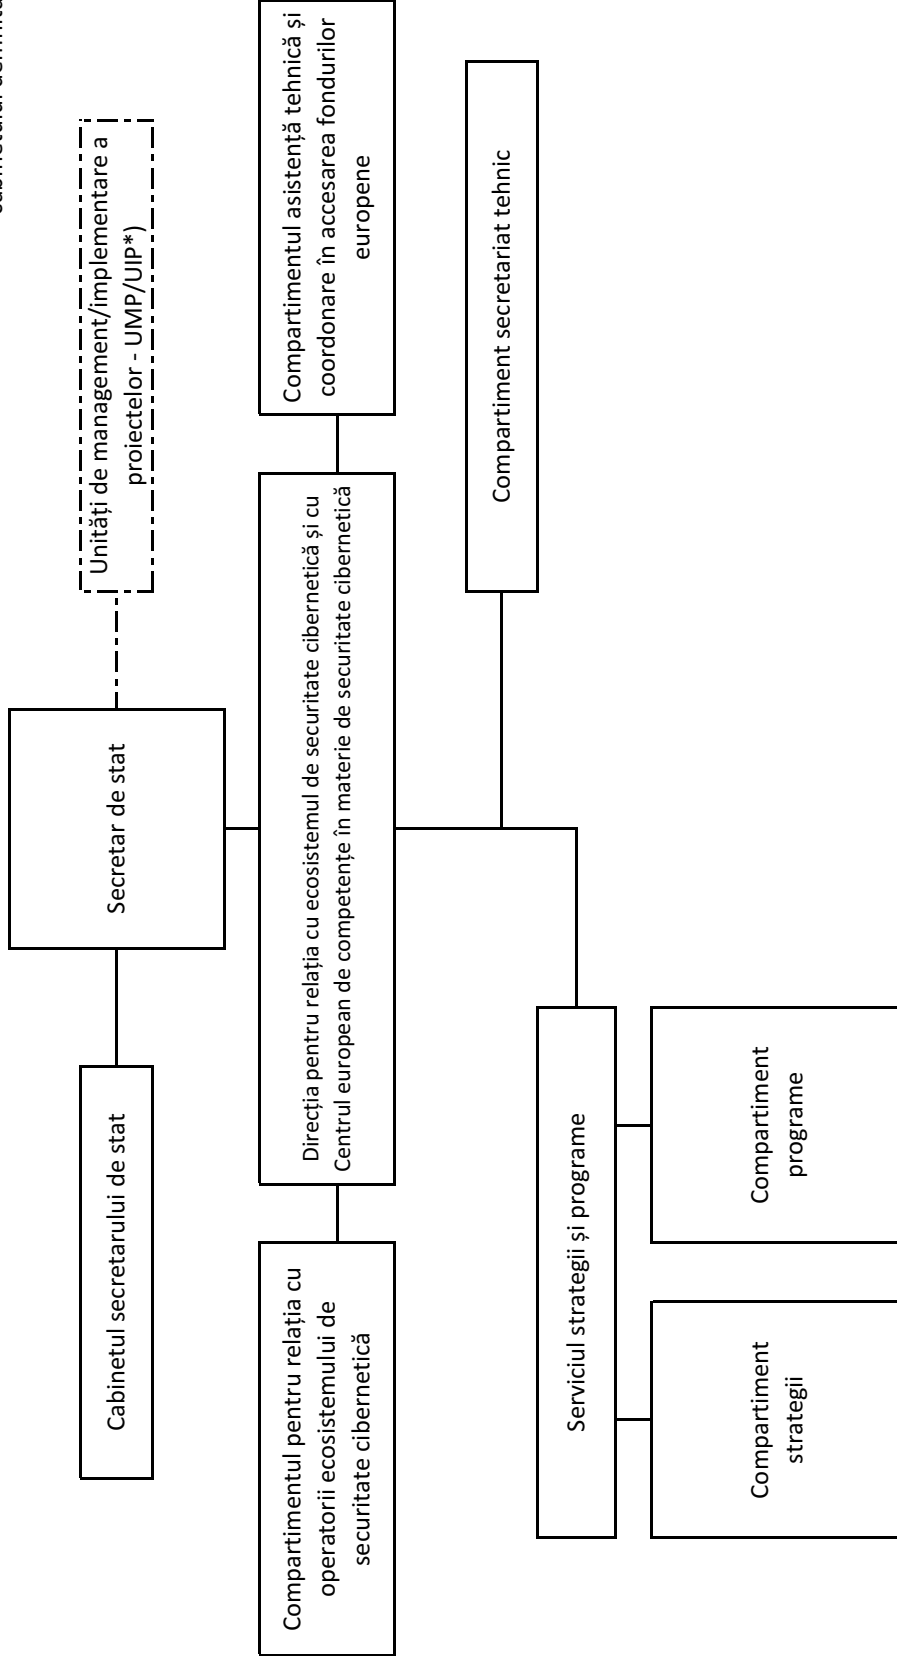 Secretar de stat
Cabinetul secretarului de stat
Unități de management/implementare a
proiectelor - UMP/UIP*)
Compartimentul pentru relația cu
operatorii ecosistemului de
securitate cibernetică
Direcția pentru relația cu ecosistemul de securitate cibernetică și cu
Centrul european de competențe în materie de securitate cibernetică
Compartimentul asistență tehnică și
coordonare în accesarea fondurilor
europene
Compartiment secretariat tehnic
Serviciul strategii și programe
Compartiment
strategii
Compartiment
programe